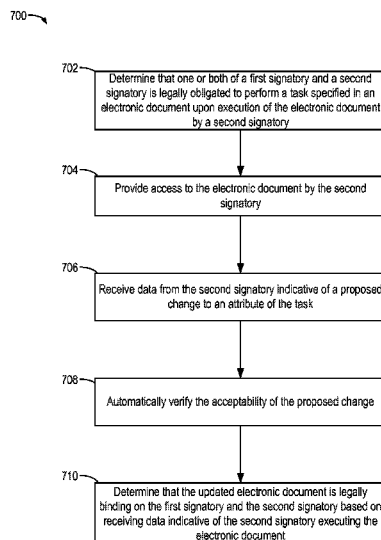 700
702
Determine that one or both of a first signatory and a second
signatory is legally obligated to perform a task specified in an
electronic document upon execution of the electronic document
by a second signatory
704
Provide access to the electronic document by the second
signatory
706
Receive data from the second signatory indicative of a proposed
change to an attribute of the task
708
Automatically verify the acceptability of the proposed change
710
Determine that the updated electronic document is legally
binding on the first signatory and the second signatory based on
receiving data indicative of the second signatory executing the
electronic document